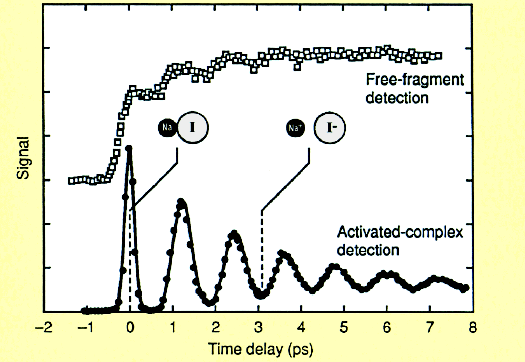 Free-fragment
detection
Na I
Na⁺ I-
Signal
Activated-complex
detection
−2 −1 0 1 2 3 4 5 6 7 8
Time delay (ps)